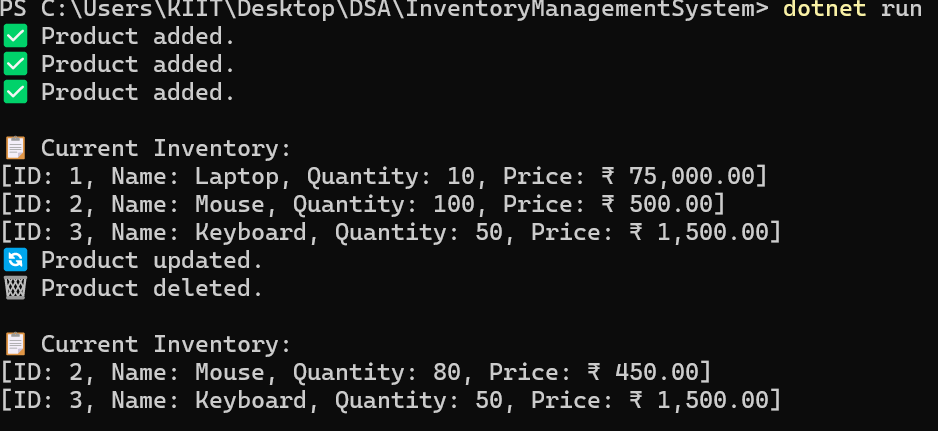 PS C:\Users\KIIT\Desktop\DSA\InventoryManagementSystem> dotnet run
✅ Product added.
✅ Product added.
✅ Product added.
📋 Current Inventory:
[ID: 1, Name: Laptop, Quantity: 10, Price: ₹ 75,000.00]
[ID: 2, Name: Mouse, Quantity: 100, Price: ₹ 500.00]
[ID: 3, Name: Keyboard, Quantity: 50, Price: ₹ 1,500.00]
🔄 Product updated.
🗑️ Product deleted.
📋 Current Inventory:
[ID: 2, Name: Mouse, Quantity: 80, Price: ₹ 450.00]
[ID: 3, Name: Keyboard, Quantity: 50, Price: ₹ 1,500.00]